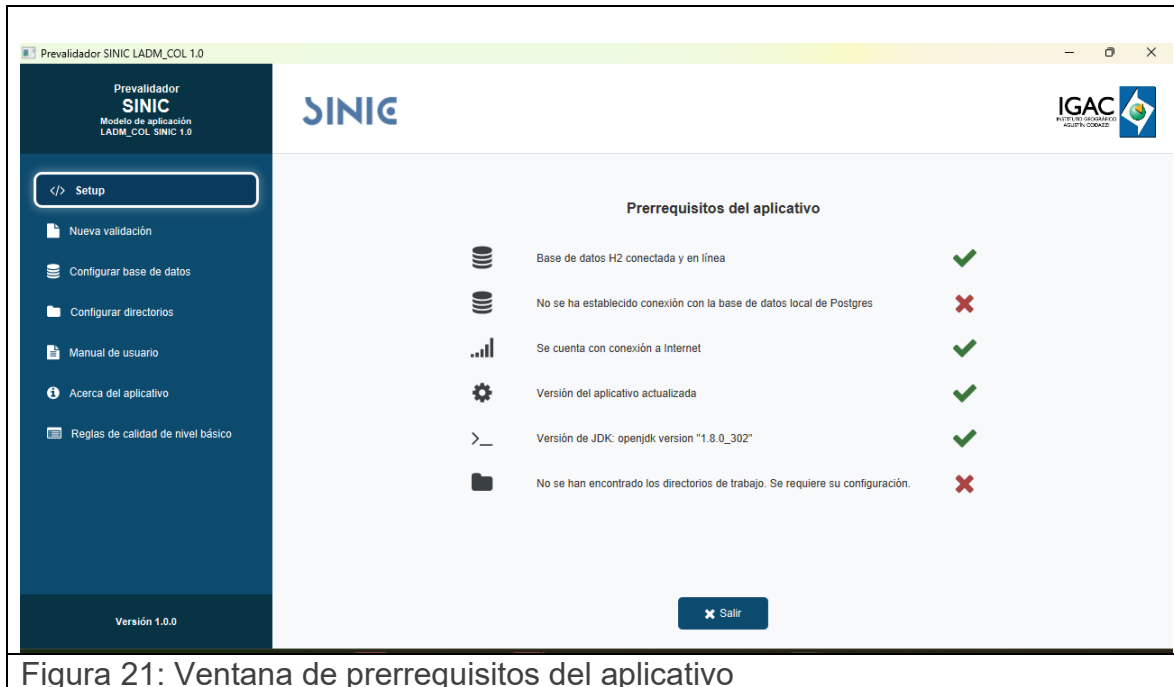 Prevalidador SINIC LADM_COL 1.0
Prevalidador
SINIC
Modelo de aplicación
LADM_COL SINIC 1.0
SINIC
IGAC
INSTITUTO GEOGRÁFICO
AGUSTÍN CODAZZI
</> Setup
Nueva validación
Configurar base de datos
Configurar directorios
Manual de usuario
Acerca del aplicativo
Reglas de calidad de nivel básico
Versión 1.0.0
Prerrequisitos del aplicativo
Base de datos H2 conectada y en línea
No se ha establecido conexión con la base de datos local de Postgres
Se cuenta con conexión a Internet
Versión del aplicativo actualizada
Versión de JDK: openjdk version "1.8.0_302"
No se han encontrado los directorios de trabajo. Se requiere su configuración.
Salir
Figura 21: Ventana de prerrequisitos del aplicativo